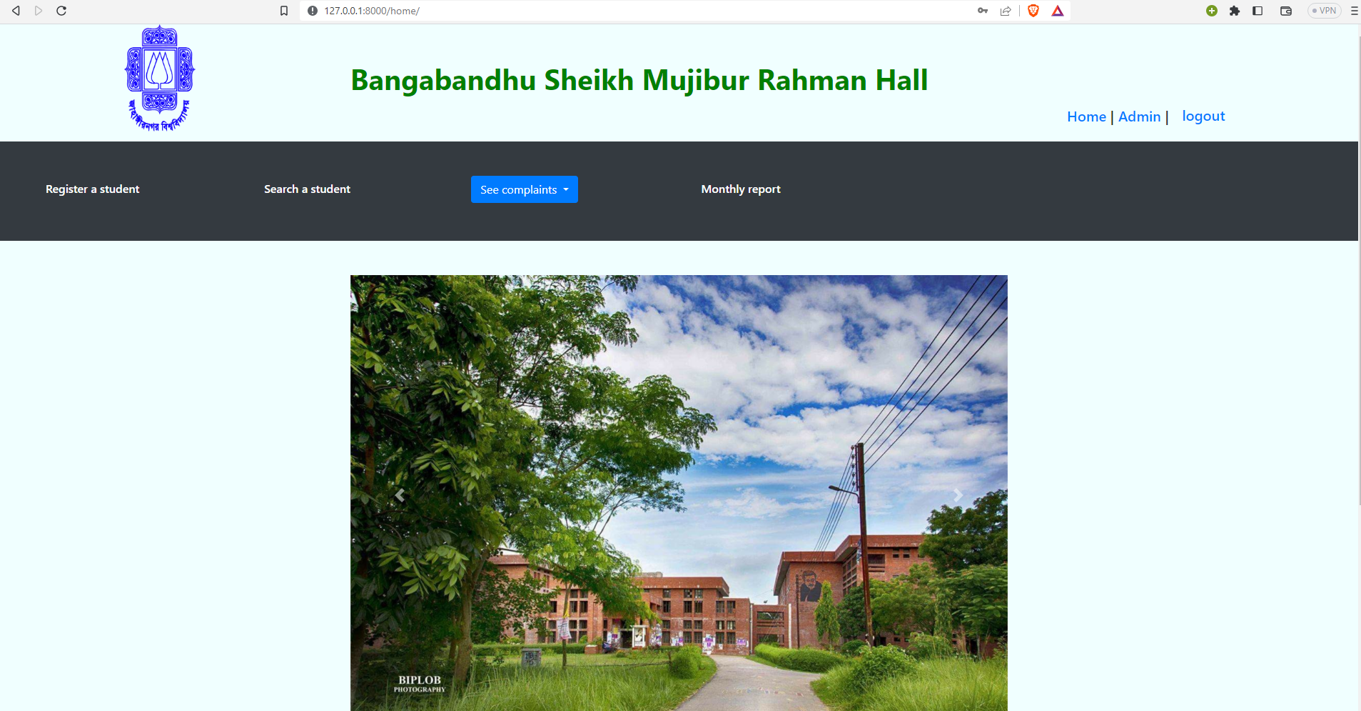 127.0.0.1:8000/home/
VPN
জাহাঙ্গীরনগর বিশ্ববিদ্যালয়
Bangabandhu Sheikh Mujibur Rahman Hall
Home | Admin | logout
Register a student
Search a student
See complaints
Monthly report
BIPLOB
PHOTOGRAPHY